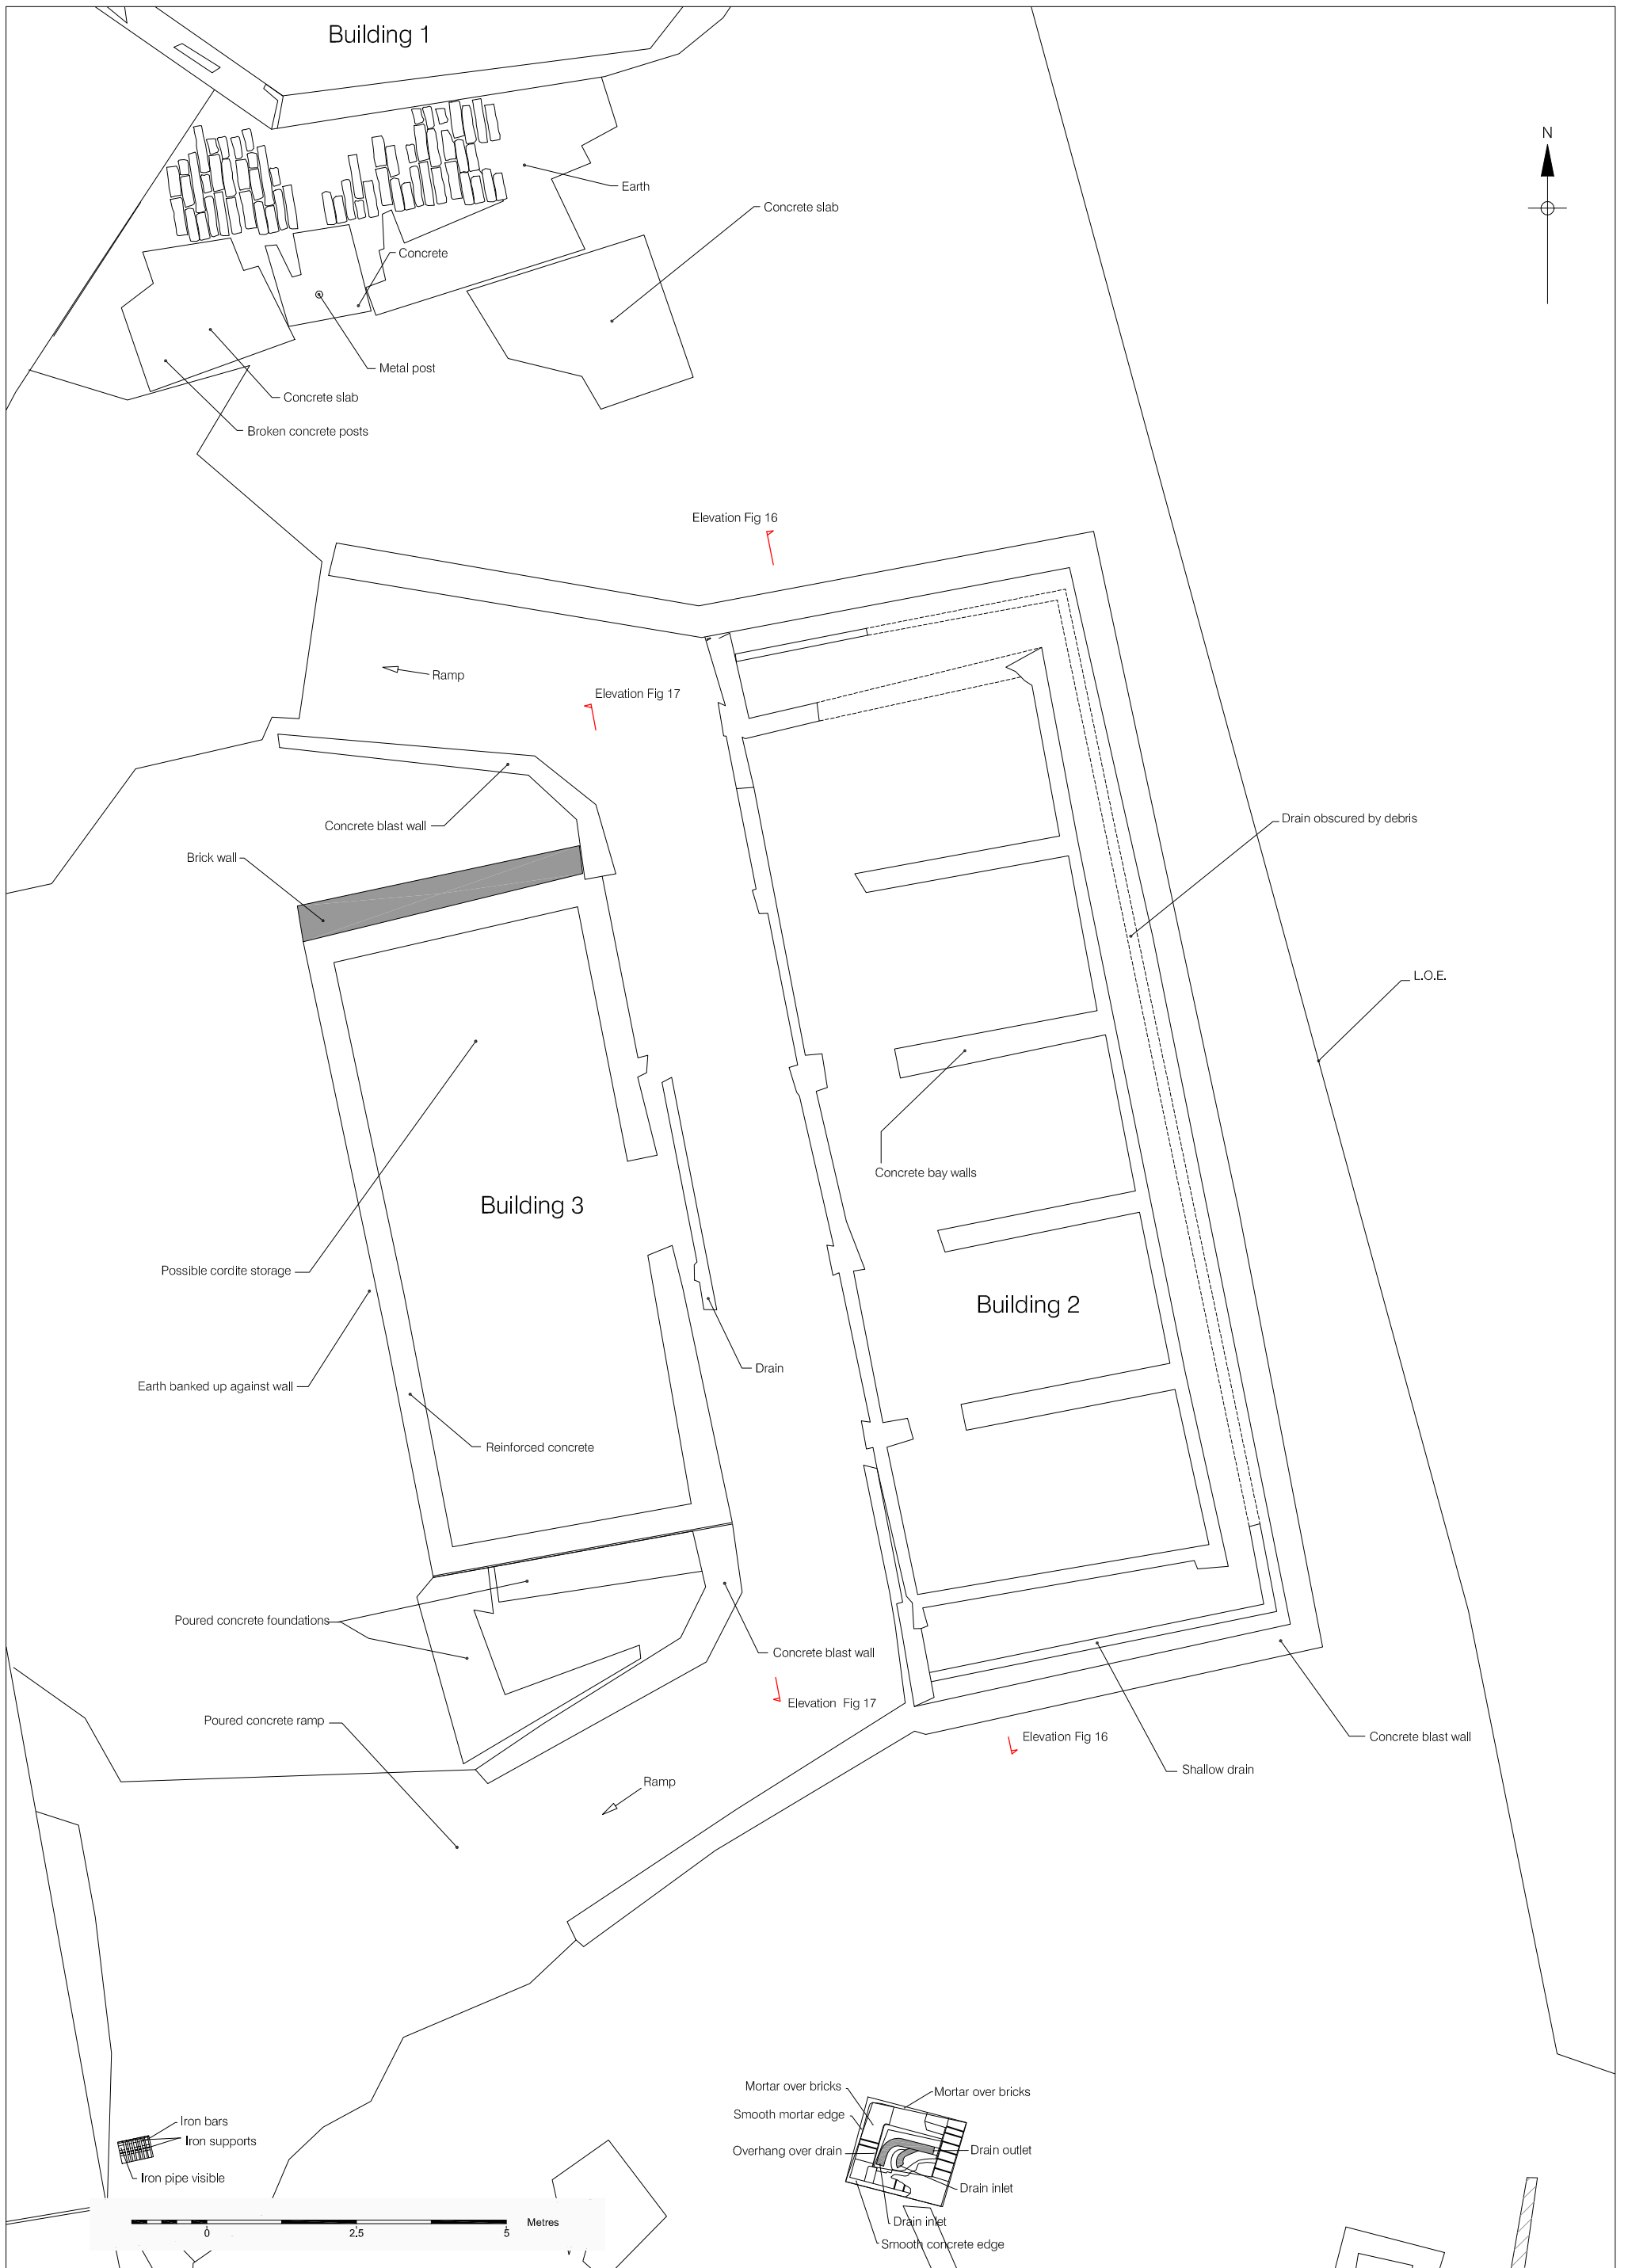 Building 1
N
Earth
Concrete slab
Concrete
Metal post
Concrete slab
Broken concrete posts
Elevation Fig 16
Ramp
Elevation Fig 17
Drain obscured by debris
Concrete blast wall
Brick wall
L.O.E.
Concrete bay walls
Building 3
Possible cordite storage
Building 2
Drain
Earth banked up against wall
Reinforced concrete
Poured concrete foundations
Concrete blast wall
Elevation Fig 17
Poured concrete ramp
Elevation Fig 16
Concrete blast wall
Shallow drain
Ramp
Mortar over bricks
Mortar over bricks
Smooth mortar edge
Iron bars
Iron supports
Overhang over drain
Drain outlet
Iron pipe visible
Drain inlet
Drain inlet
Metres
0 2.5 5
Smooth concrete edge